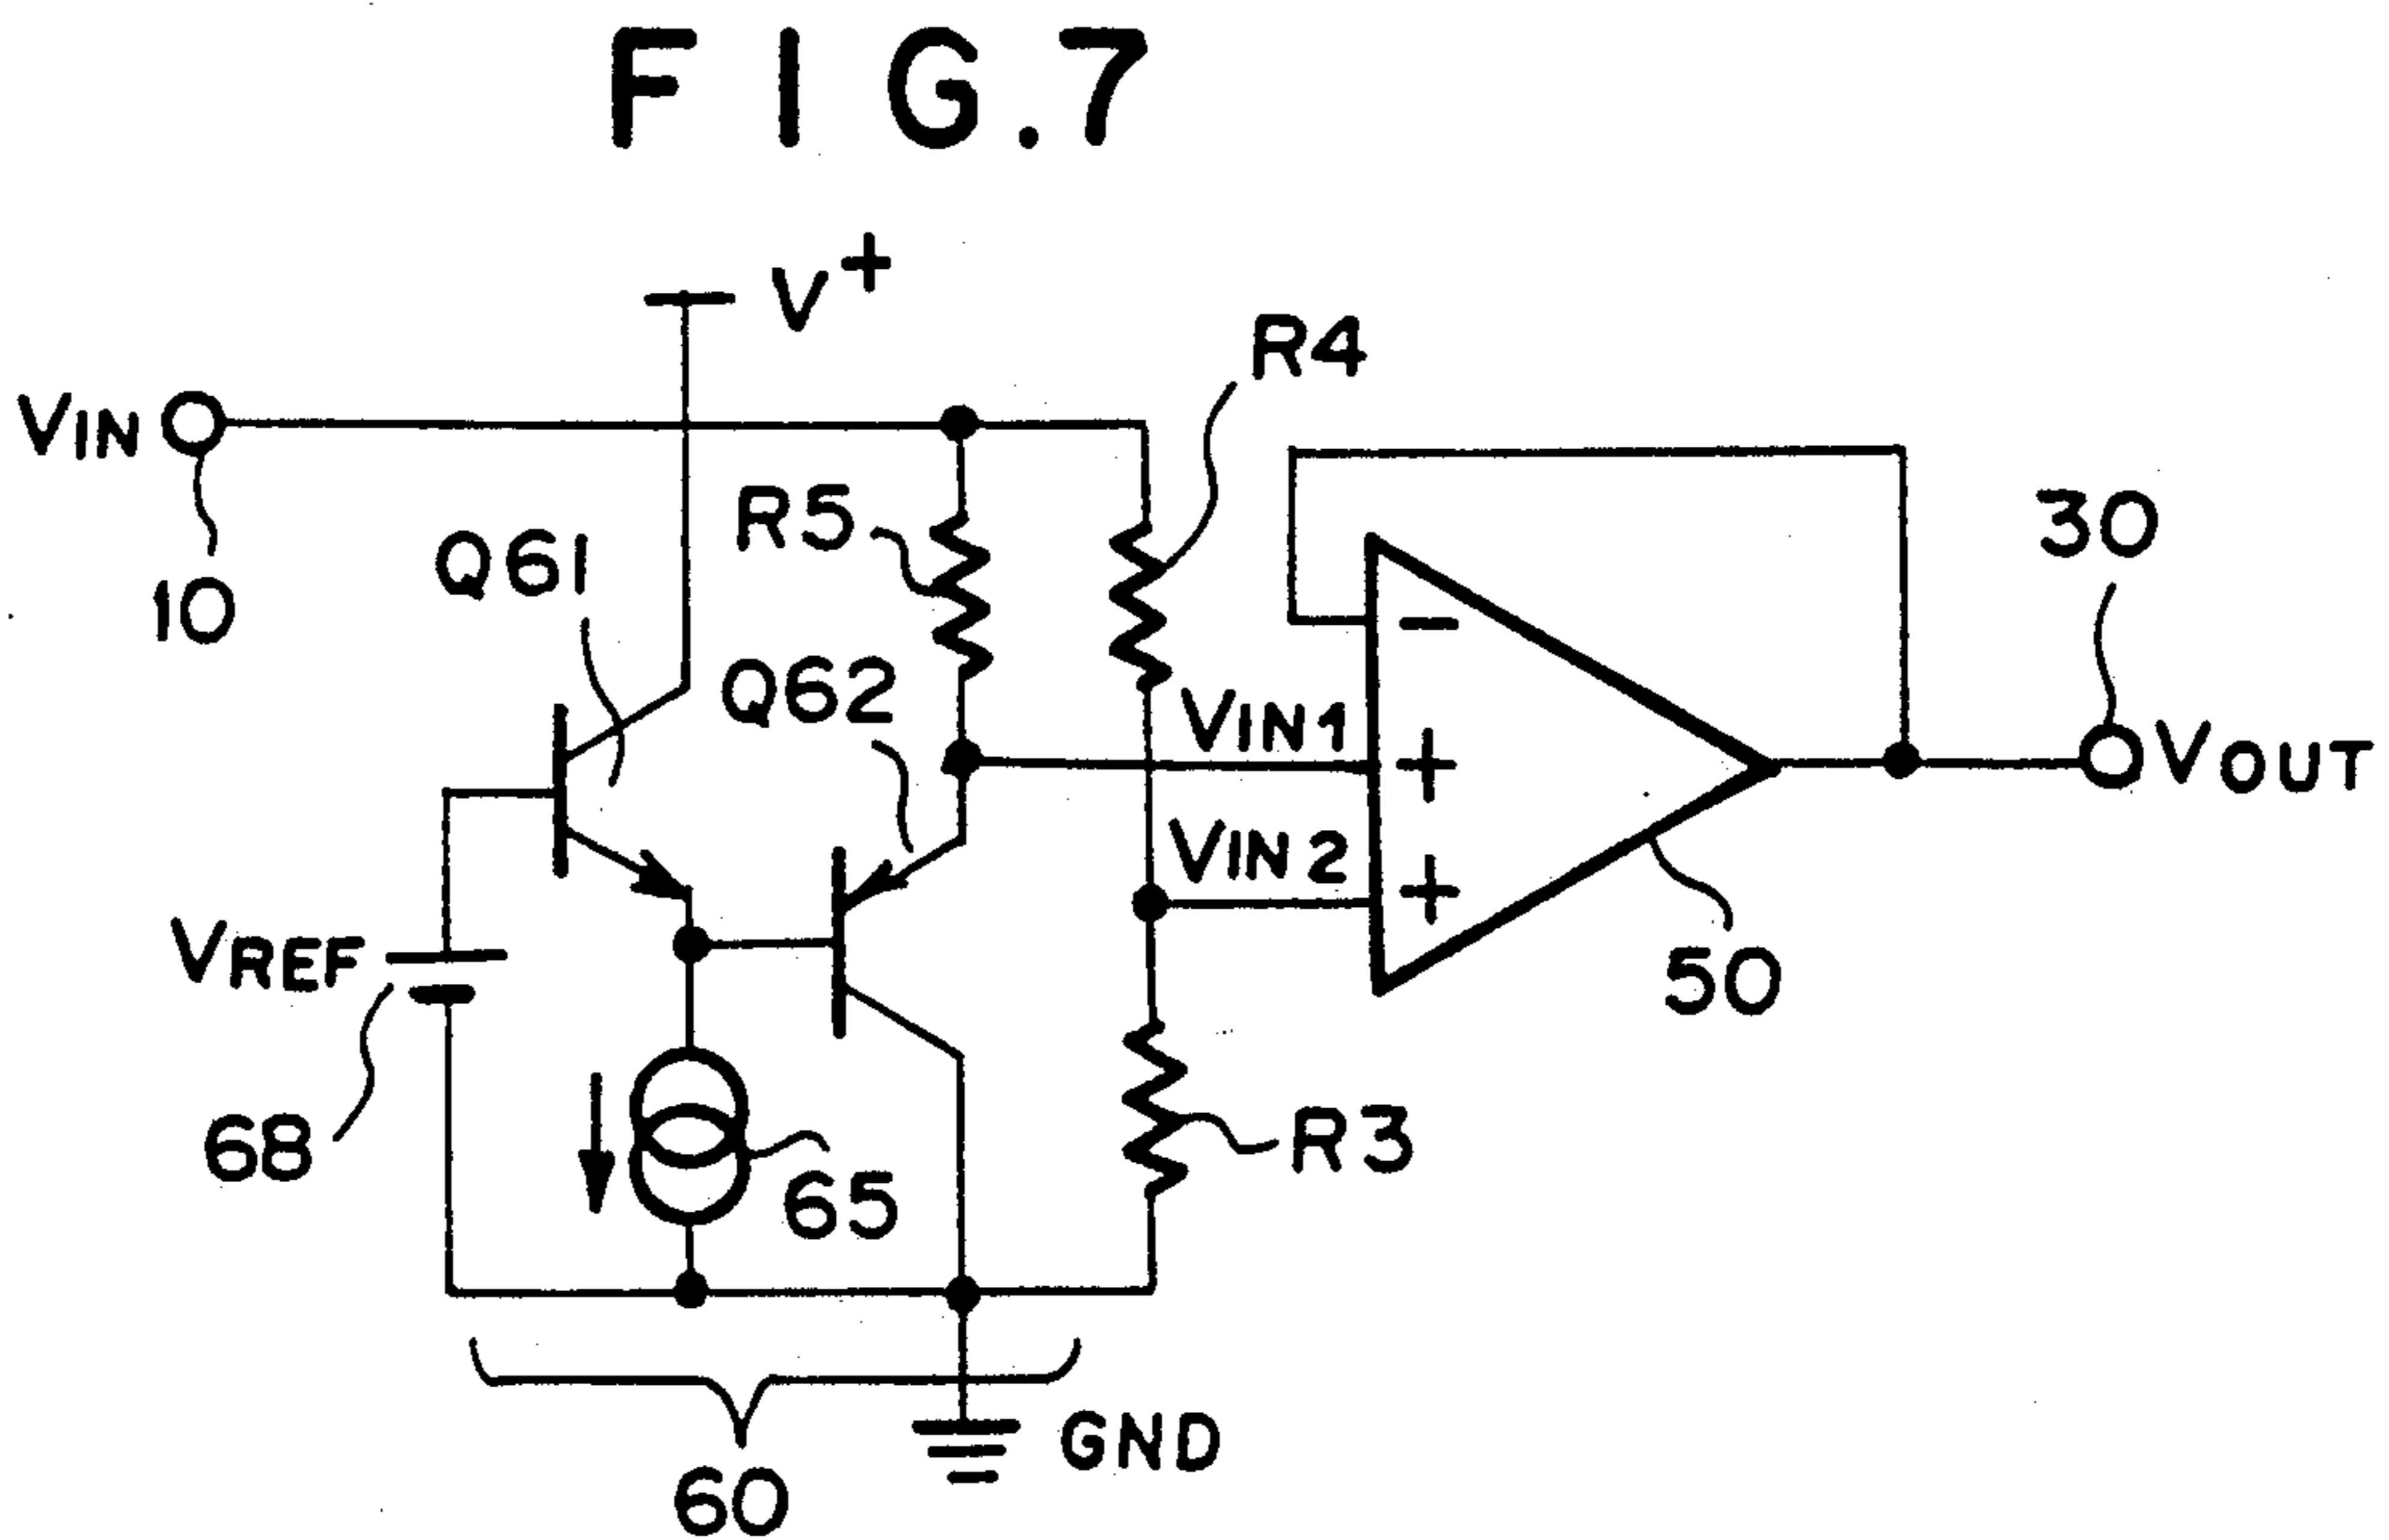 FIG.7
V+
R4
VIN
R5
30
Q61
10
Q62
VIN1
-
+
VOUT
VIN2
+
VREF
50
68
R3
65
GND
60